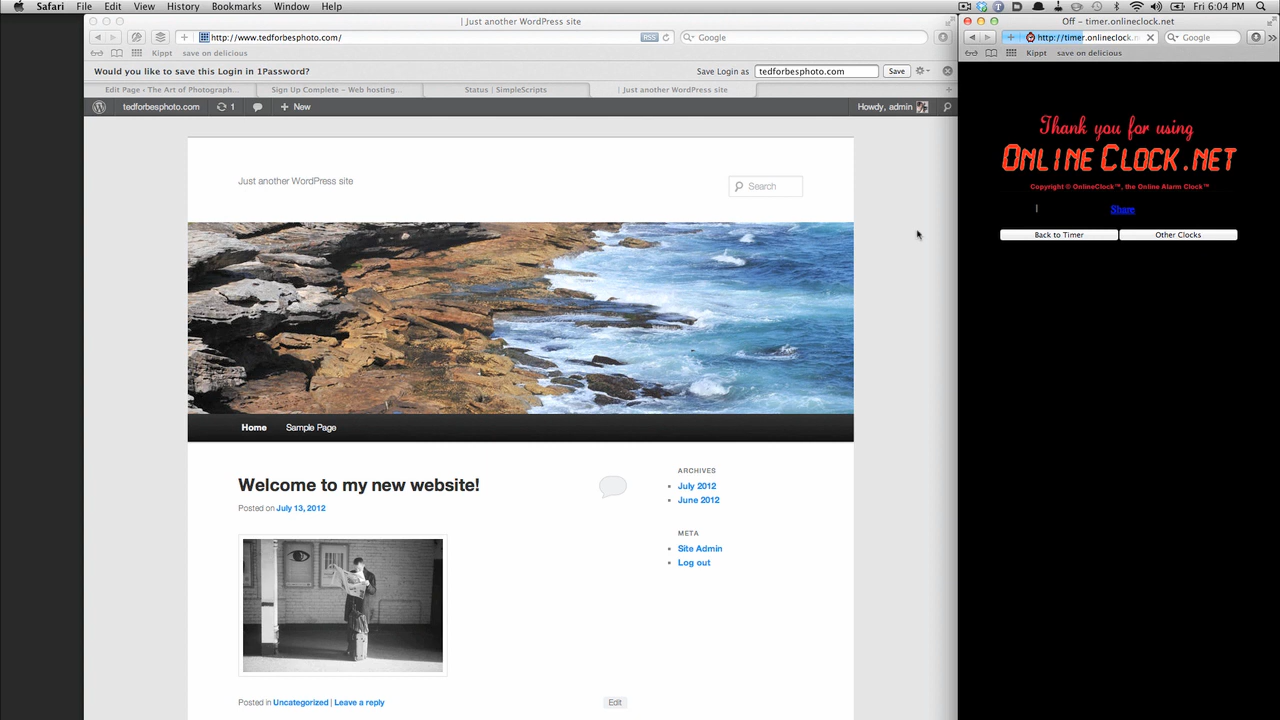 Safari File Edit View History Bookmarks Window Help
Fri 6:04 PM
| Just another WordPress site
http://www.tedforbesphoto.com/
RSS
Google
Kippt save on delicious
Would you like to save this Login in 1Password?
Save Login as tedforbesphoto.com Save
Edit Page ‹ The Art of Photograph...
Sign Up Complete – Web hosting...
Status | SimpleScripts
| Just another WordPress site
tedforbesphoto.com 1 + New
Howdy, admin
Just another WordPress site
Search
Home Sample Page
Welcome to my new website!
Posted on July 13, 2012
Posted in Uncategorized | Leave a reply
Edit
ARCHIVES
July 2012
June 2012
META
Site Admin
Log out
Off – timer.onlineclock.net
http://timer.onlineclock.n
Google
Kippt save on delicious
Thank you for using
ONLINE CLOCK.NET
Copyright © OnlineClock™, the Online Alarm Clock™
Share
Back to Timer Other Clocks